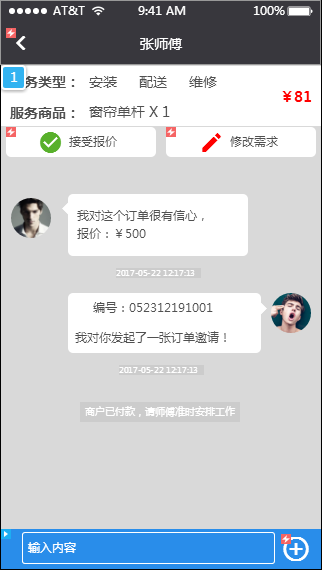 AT&T 9:41 AM 100%
张师傅
1
务类型： 安装 配送 维修
￥81
服务商品： 窗帘单杆 X 1
接受报价 修改需求
我对这个订单很有信心，
报价：￥500
2017-05-22 12:17:13
编号：052312191001
我对你发起了一张订单邀请！
2017-05-22 12:17:13
商户已付款，请师傅准时安排工作
输入内容